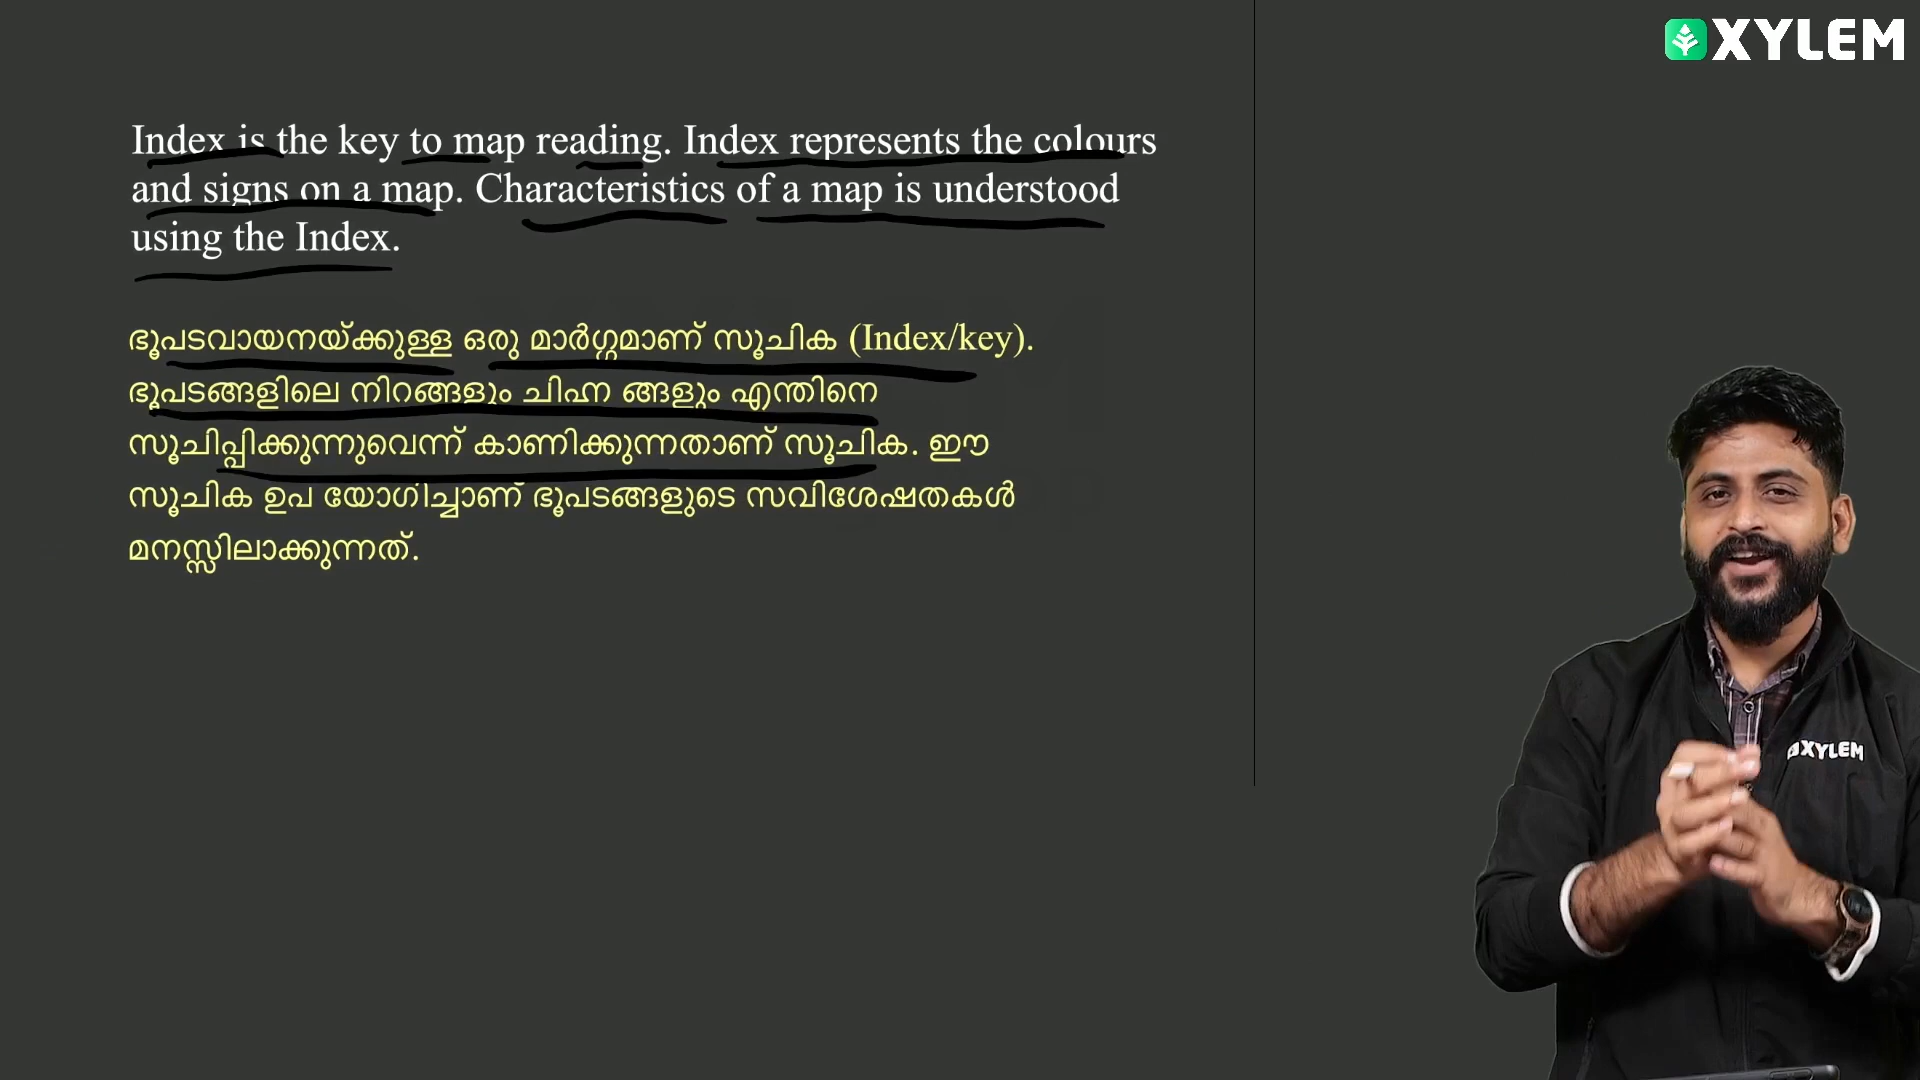 XYLEM
Index is the key to map reading. Index represents the colours
and signs on a map. Characteristics of a map is understood
using the Index.
ഭൂപടവായനയ്ക്കുള്ള ഒരു മാർഗ്ഗമാണ് സൂചിക (Index/key).
ഭൂപടങ്ങളിലെ നിറങ്ങളും ചിഹ്ന ങ്ങളും എന്തിനെ
സൂചിപ്പിക്കുന്നുവെന്ന് കാണിക്കുന്നതാണ് സൂചിക. ഈ
സൂചിക ഉപ യോഗിച്ചാണ് ഭൂപടങ്ങളുടെ സവിശേഷതകൾ
മനസ്സിലാക്കുന്നത്.
XYLEM